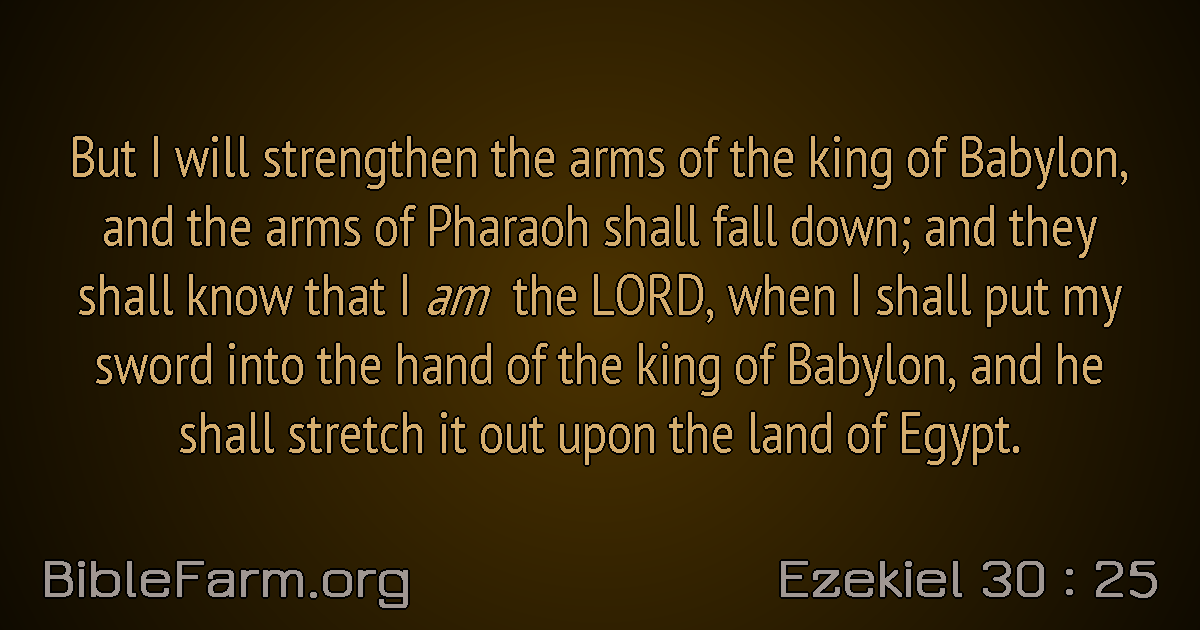 But I will strengthen the arms of the king of Babylon,
and the arms of Pharaoh shall fall down; and they
shall know that I am the LORD, when I shall put my
sword into the hand of the king of Babylon, and he
shall stretch it out upon the land of Egypt.
BibleFarm.org
Ezekiel 30 : 25